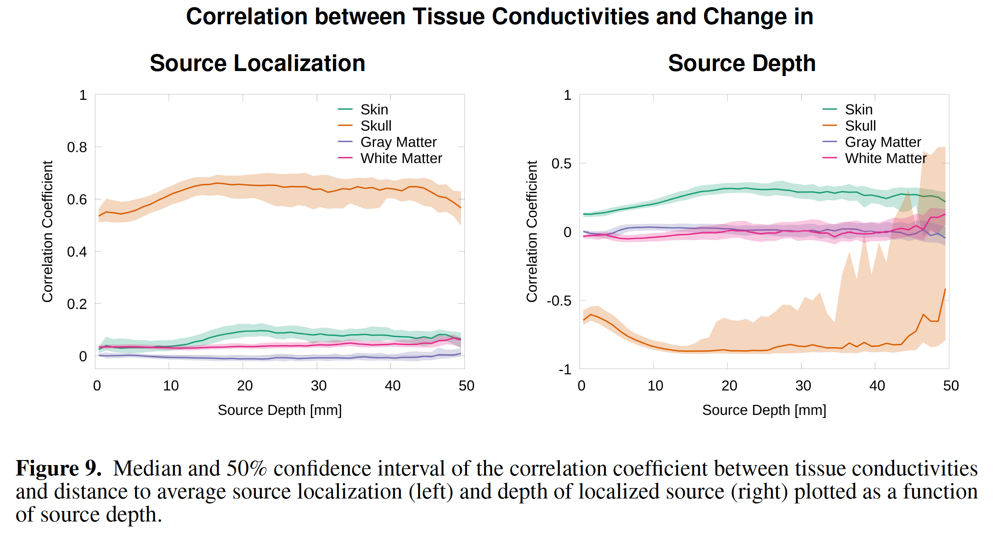 Correlation between Tissue Conductivities and Change in
Source Localization
Source Depth
1
0.8
0.6
0.4
0.2
0
Correlation Coefficient
Skin
Skull
Gray Matter
White Matter
0 10 20 30 40 50
Source Depth [mm]
1
0.5
0
-0.5
-1
Correlation Coefficient
Skin
Skull
Gray Matter
White Matter
0 10 20 30 40 50
Source Depth [mm]
Figure 9. Median and 50% confidence interval of the correlation coefficient between tissue conductivities
and distance to average source localization (left) and depth of localized source (right) plotted as a function
of source depth.